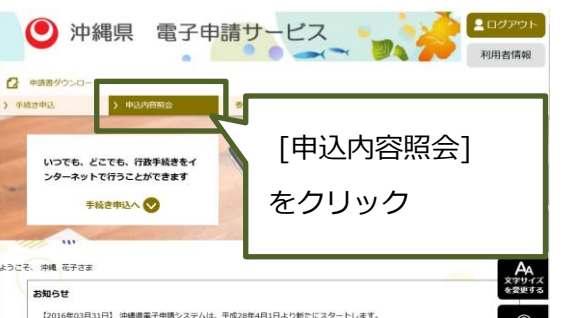 沖縄県 電子申請サービス
ログアウト
利用者情報
申請書ダウンロー
手続き申込
申込内容照会
[申込内容照会]
をクリック
いつでも、どこでも、行政手続きをイ
ンターネットで行うことができます
手続き申込へ
ようこそ、 沖縄 花子さま
AA
文字サイズ
を変更する
お知らせ
【2016年03月31日】 沖縄県電子申請システムは、平成28年4月1日より新たにスタートします。